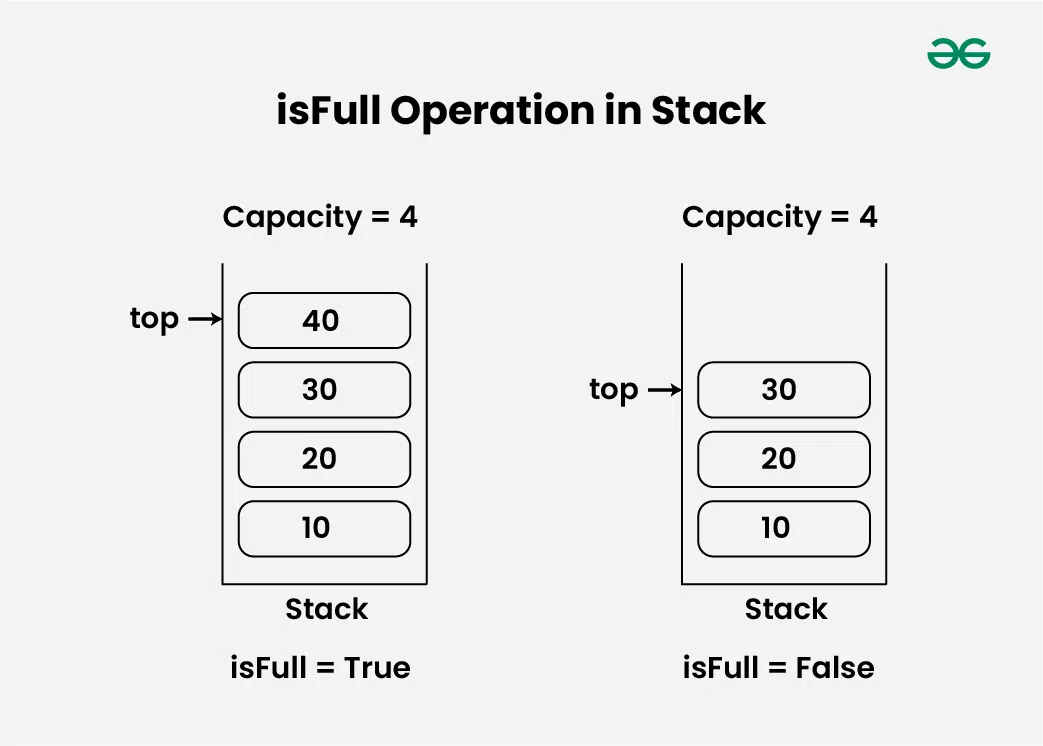 isFull Operation in Stack
Capacity = 4
top
40
30
20
10
Stack
isFull = True
Capacity = 4
top
30
20
10
Stack
isFull = False